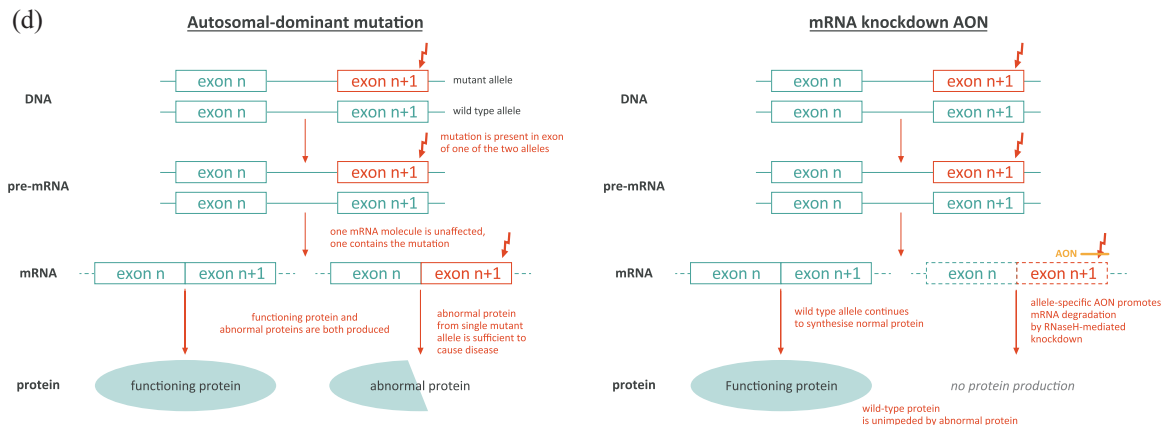 (d)
Autosomal-dominant mutation
DNA
exon n
exon n+1
mutant allele
exon n
exon n+1
wild type allele
mutation is present in exon
of one of the two alleles
pre-mRNA
exon n
exon n+1
exon n
exon n+1
one mRNA molecule is unaffected,
one contains the mutation
mRNA
exon n
exon n+1
exon n
exon n+1
functioning protein and
abnormal proteins are both produced
abnormal protein
from single mutant
allele is sufficient to
cause disease
protein
functioning protein
abnormal protein
mRNA knockdown AON
DNA
exon n
exon n+1
exon n
exon n+1
pre-mRNA
exon n
exon n+1
exon n
exon n+1
AON
mRNA
exon n
exon n+1
exon n
exon n+1
wild type allele continues
to synthesise normal protein
allele-specific AON promotes
mRNA degradation
by RNaseH-mediated
knockdown
protein
Functioning protein
no protein production
wild-type protein
is unimpeded by abnormal protein